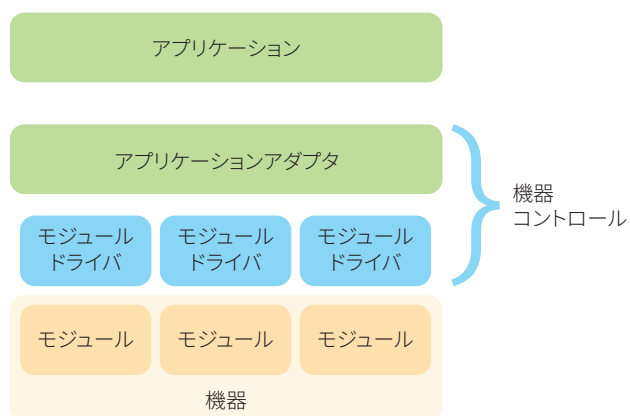 アプリケーション
アプリケーションアダプタ
機器
コントロール
モジュール
ドライバ
モジュール
ドライバ
モジュール
ドライバ
モジュール
モジュール
モジュール
機器